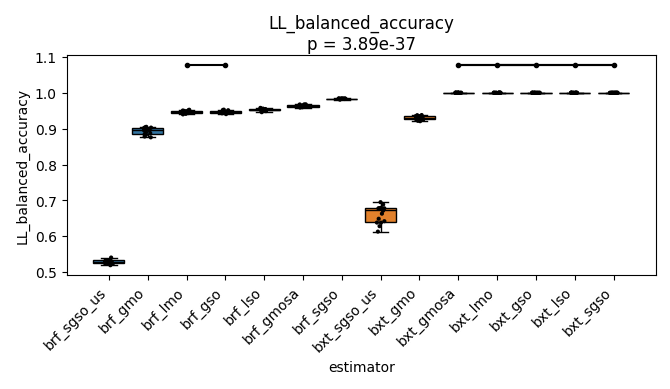 LL_balanced_accuracy
p = 3.89e-37
LL_balanced_accuracy
1.1
1.0
0.9
0.8
0.7
0.6
0.5
brf_sgso_us
brf_gmo
brf_lmo
brf_gso
brf_lso
brf_gmosa
brf_sgso
bxt_sgso_us
bxt_gmo
bxt_gmosa
bxt_lmo
bxt_gso
bxt_lso
bxt_sgso
estimator